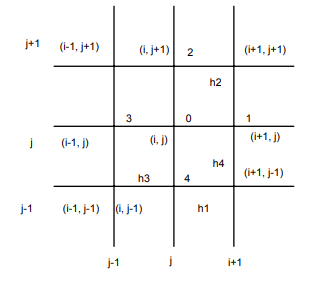 j+1 (i-1, j+1) (i, j+1) 2 (i+1, j+1)
h2
3 0 1
j (i-1, j) (i, j) (i+1, j)
h3 4 h4 (i+1, j-1)
j-1 (i-1, j-1) (i, j-1) h1
j-1 j i+1